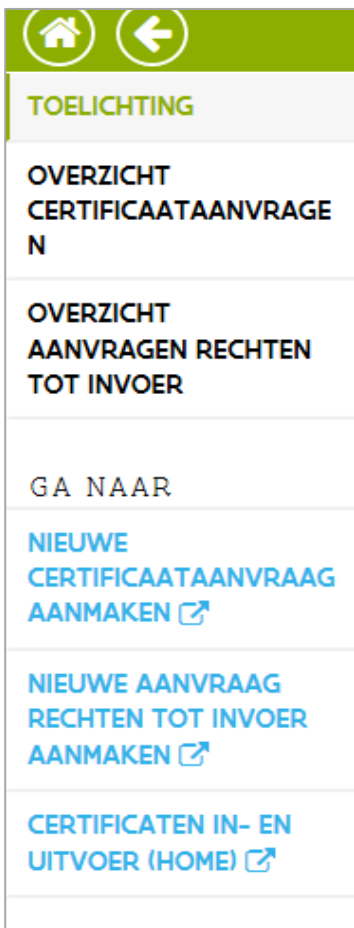 TOELICHTING
OVERZICHT
CERTIFICAATAANVRAGE
N
OVERZICHT
AANVRAGEN RECHTEN
TOT INVOER
GA NAAR
NIEUWE
CERTIFICAATAANVRAAG
AANMAKEN
NIEUWE AANVRAAG
RECHTEN TOT INVOER
AANMAKEN
CERTIFICATEN IN- EN
UITVOER (HOME)